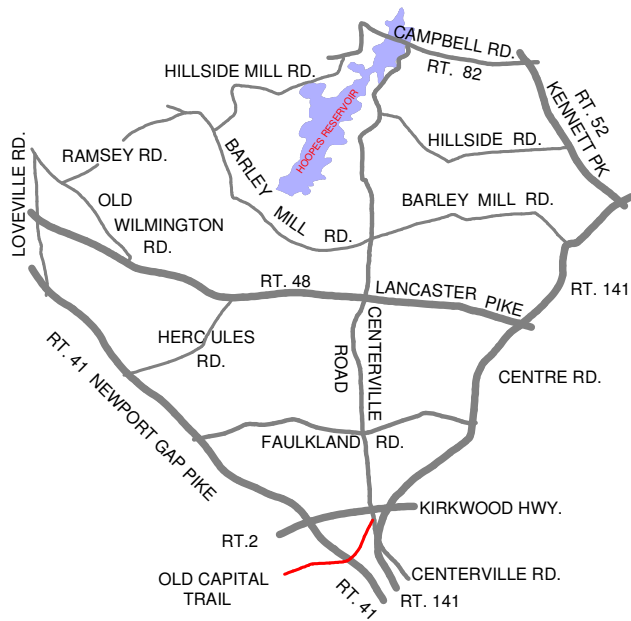 CAMPBELL RD.
RT. 82
HILLSIDE MILL RD.
HOOPES RESERVOIR
RT. 52
KENNETT PK
HILLSIDE RD.
RAMSEY RD.
LOVEVILLE RD.
OLD
WILMINGTON
RD.
BARLEY
MILL
RD.
BARLEY MILL RD.
RT. 141
RT. 48
LANCASTER PIKE
HERCULES
RD.
CENTERVILLE
ROAD
CENTRE RD.
RT. 41 NEWPORT GAP PIKE
FAULKLAND RD.
KIRKWOOD HWY.
RT.2
OLD CAPITAL
TRAIL
CENTERVILLE RD.
RT. 41
RT. 141